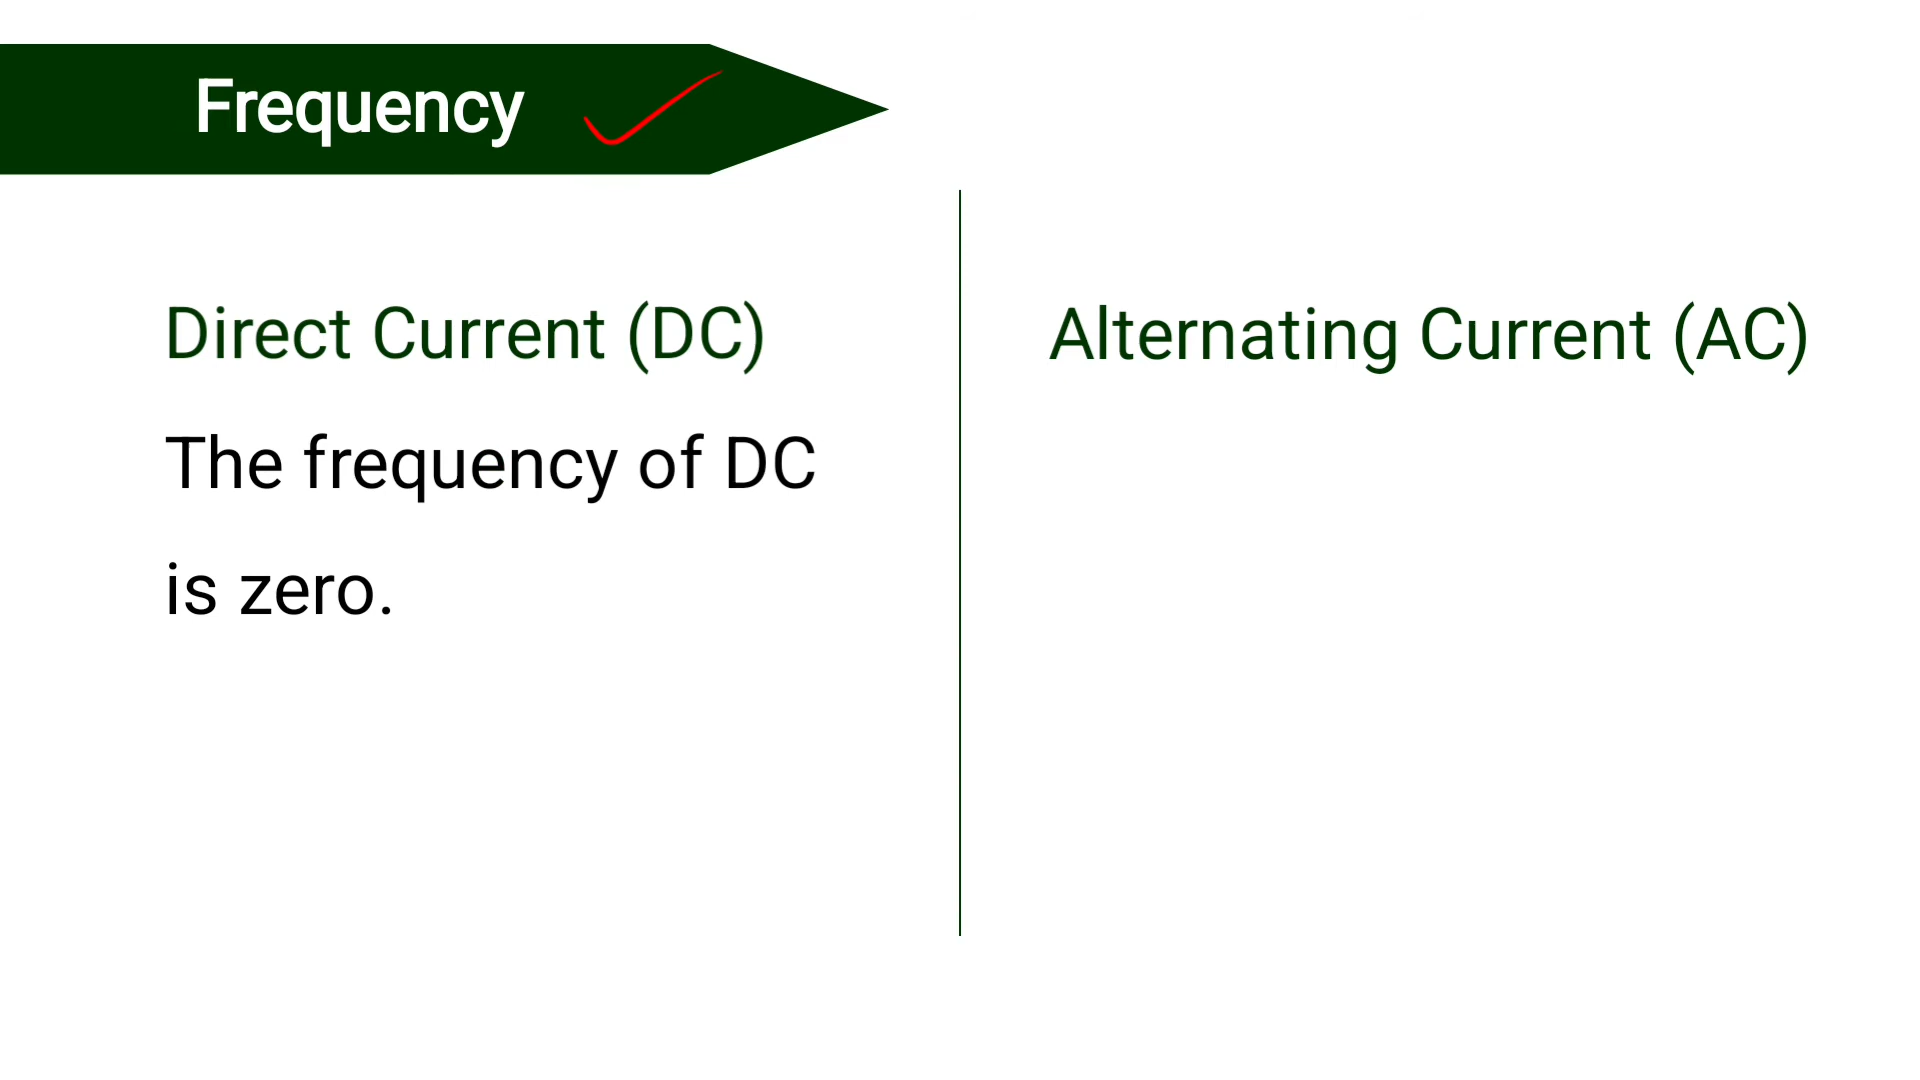 Frequency
Direct Current (DC)
The frequency of DC
is zero.
Alternating Current (AC)